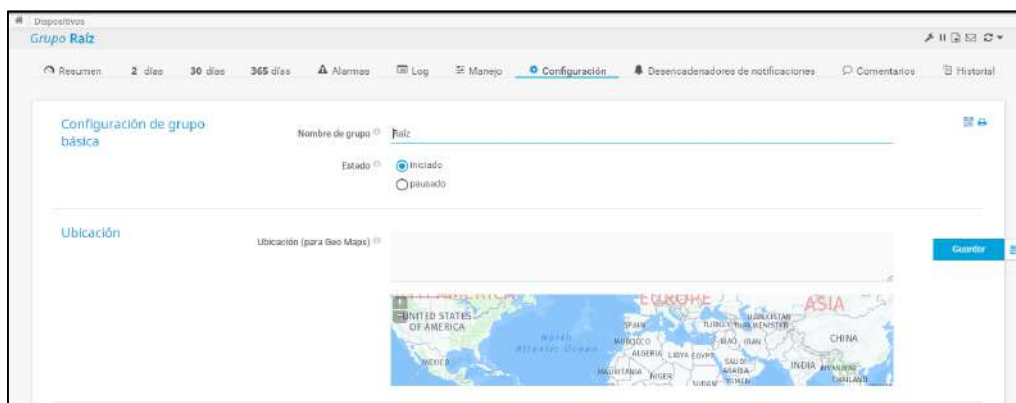 Dispositivos
Grupo Raíz
Resumen 2 días 30 días 365 días Alarmas Log Manejo Configuración Desencadenadores de notificaciones Comentarios Historial
Configuración de grupo básica
Nombre de grupo Raíz
Estado iniciado
pausado
Ubicación
Ubicación (para Geo Maps)
Guardar
EUROPE
ASIA
UNITED STATES OF AMERICA
North Atlantic Ocean
MEXICO
SPAIN
MOROCCO
ALGERIA
LIBYA
EGYPT
MAURITANIA
NIGER
SUDAN
YEMEN
SAUDI ARABIA
IRAQ
IRAN
CHINA
INDIA
THAILAND